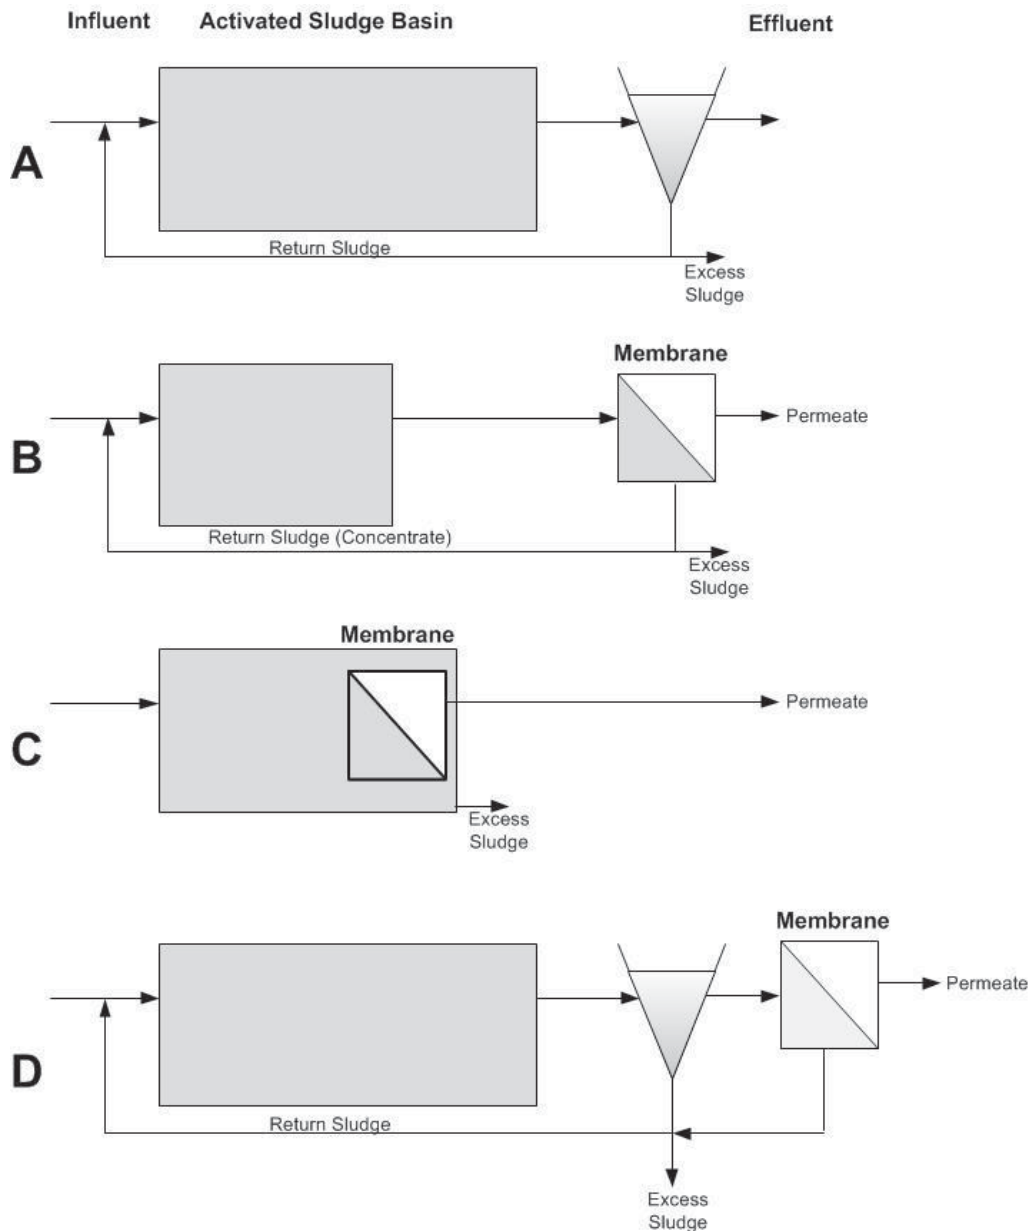 Influent Activated Sludge Basin Effluent
A
Return Sludge
Excess
Sludge
Membrane
Permeate
B
Return Sludge (Concentrate)
Excess
Sludge
Membrane
Permeate
C
Excess
Sludge
Membrane
Permeate
D
Return Sludge
Excess
Sludge